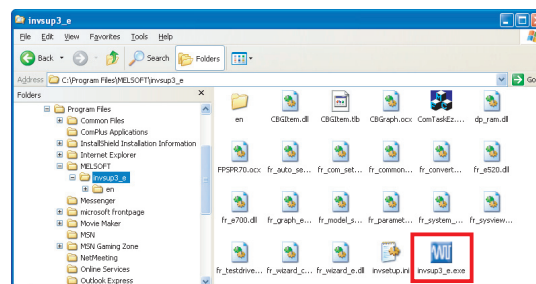 invsup3_e
File Edit View Favorites Tools Help
Back Search Folders
Address C:\Program Files\MELSOFT\invsup3_e Go
Folders
Program Files
Common Files
ComPlus Applications
InstallShield Installation Information
Internet Explorer
MELSOFT
invsup3_e
en
Messenger
microsoft frontpage
Movie Maker
MSN
MSN Gaming Zone
NetMeeting
Online Services
Outlook Express
en CBGItem.dll CBGItem.tlb CBGraph.ocx ComTaskEz.... dp_ram.dll
FPSPR70.ocx fr_auto_se... fr_com_set... fr_common... fr_convert... fr_e520.dll
fr_e700.dll fr_graph_e... fr_model_s... fr_paramet... fr_system_... fr_sysview...
fr_testdrive... fr_wizard_c... fr_wizard_e.dll invsetup.ini invsup3_e.exe